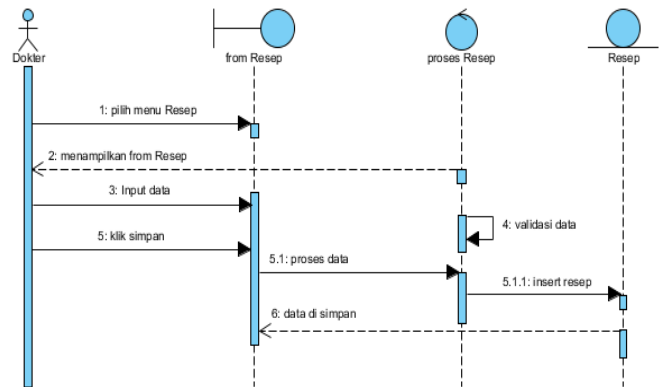 Dokter
from Resep
proses Resep
Resep
1: pilih menu Resep
2: menampilkan from Resep
3: Input data
4: validasi data
5: klik simpan
5.1: proses data
5.1.1: insert resep
6: data di simpan